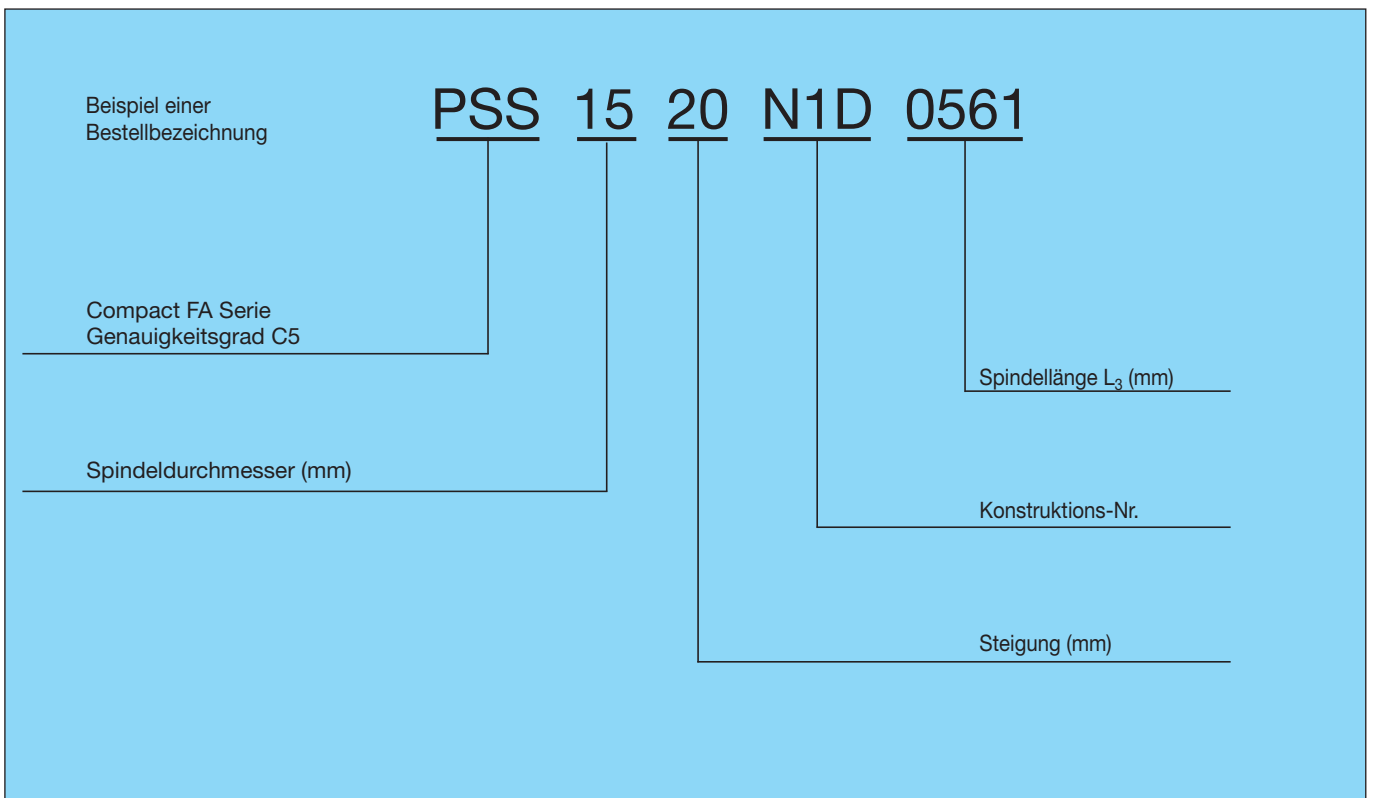 Beispiel einer
Bestellbezeichnung
PSS 15 20 N1D 0561
Compact FA Serie
Genauigkeitsgrad C5
Spindellänge L₃ (mm)
Spindeldurchmesser (mm)
Konstruktions-Nr.
Steigung (mm)